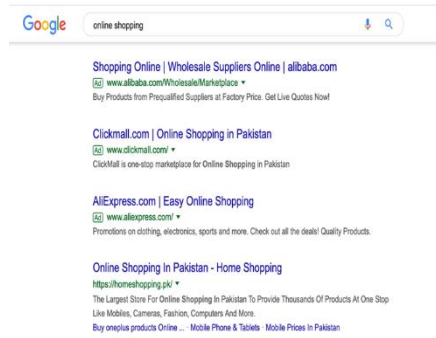 Google
online shopping
Shopping Online | Wholesale Suppliers Online | alibaba.com
Ad www.alibaba.com/Wholesale/Marketplace
Buy Products from Prequalified Suppliers at Factory Price. Get Live Quotes Now!
Clickmall.com | Online Shopping in Pakistan
Ad www.clickmall.com/
ClickMall is one-stop marketplace for Online Shopping in Pakistan
AliExpress.com | Easy Online Shopping
Ad www.aliexpress.com/
Promotions on clothing, electronics, sports and more. Check out all the deals! Quality Products.
Online Shopping In Pakistan - Home Shopping
https://homeshopping.pk/
The Largest Store For Online Shopping In Pakistan To Provide Thousands Of Products At One Stop
Like Mobiles, Cameras, Fashion, Computers And More.
Buy oneplus products Online ... · Mobile Phone & Tablets · Mobile Prices In Pakistan